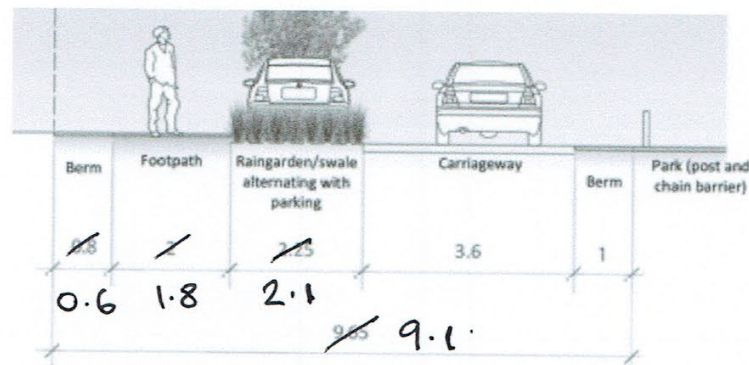 Berm Footpath Raingarden/swale alternating with parking Carriageway Berm Park (post and chain barrier)
0.8 2 2.25 3.6 1
0.6 1.8 2.1
9.65 9.1